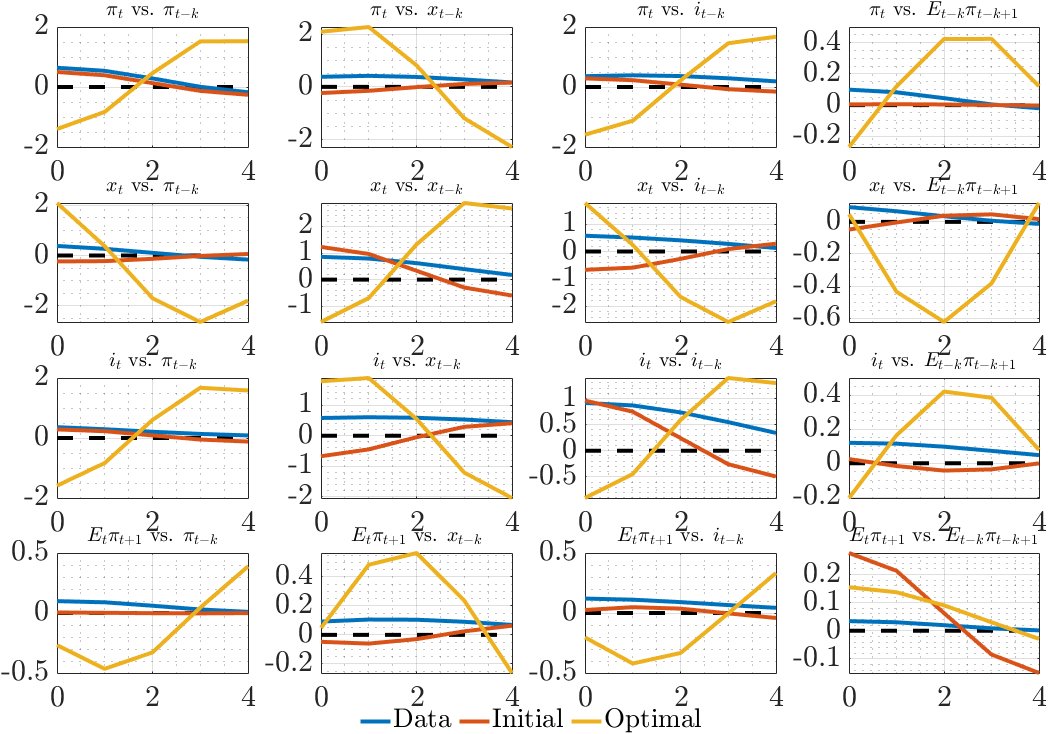 π_t vs. π_{t−k}
π_t vs. x_{t−k}
π_t vs. i_{t−k}
π_t vs. E_{t−k}π_{t−k+1}
2
0
-2
0 2 4
2
0
-2
0 2 4
2
0
-2
0 2 4
0.4
0.2
0
-0.2
0 2 4
x_t vs. π_{t−k}
x_t vs. x_{t−k}
x_t vs. i_{t−k}
x_t vs. E_{t−k}π_{t−k+1}
2
0
-2
0 2 4
2
1
0
-1
0 2 4
1
0
-1
-2
0 2 4
0
-0.2
-0.4
-0.6
0 2 4
i_t vs. π_{t−k}
i_t vs. x_{t−k}
i_t vs. i_{t−k}
i_t vs. E_{t−k}π_{t−k+1}
2
0
-2
0 2 4
1
0
-1
-2
0 2 4
1
0.5
0
-0.5
0 2 4
0.4
0.2
0
-0.2
0 2 4
E_tπ_{t+1} vs. π_{t−k}
E_tπ_{t+1} vs. x_{t−k}
E_tπ_{t+1} vs. i_{t−k}
E_tπ_{t+1} vs. E_{t−k}π_{t−k+1}
0.5
0
-0.5
0 2 4
0.4
0.2
0
-0.2
0 2 4
0.5
0
-0.5
0 2 4
0.2
0.1
0
-0.1
0 2 4
Data Initial Optimal